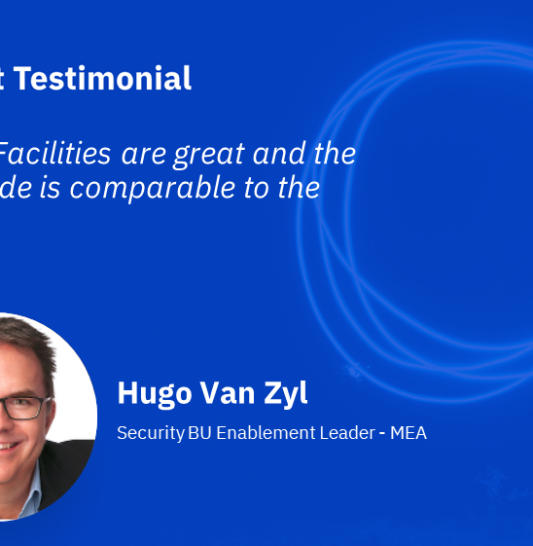 t Testimonial
Facilities are great and the
de is comparable to the
Hugo Van Zyl
Security BU Enablement Leader - MEA